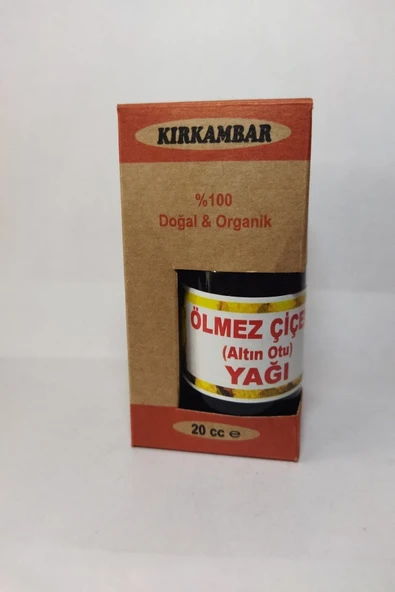 KIRKAMBAR
%100
Doğal & Organik
ÖLMEZ ÇİÇE
(Altın Otu)
YAĞI
20 cc ℮